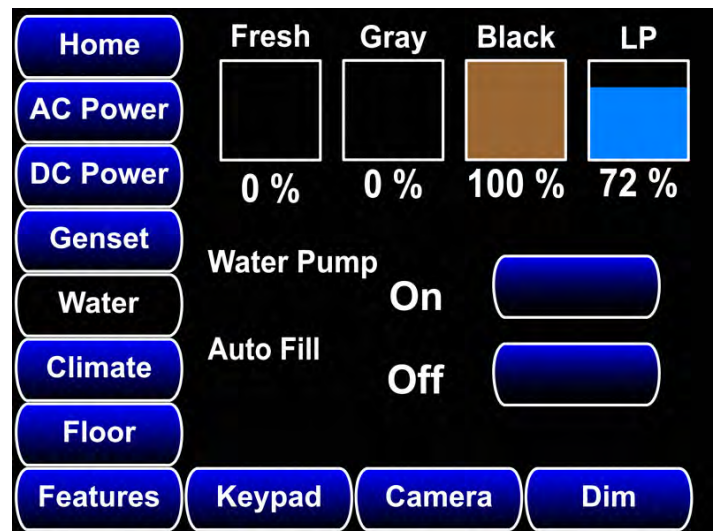 Home
AC Power
DC Power
Genset
Water
Climate
Floor
Features
Fresh Gray Black LP
0 % 0 % 100 % 72 %
Water Pump
On
Auto Fill
Off
Keypad Camera Dim